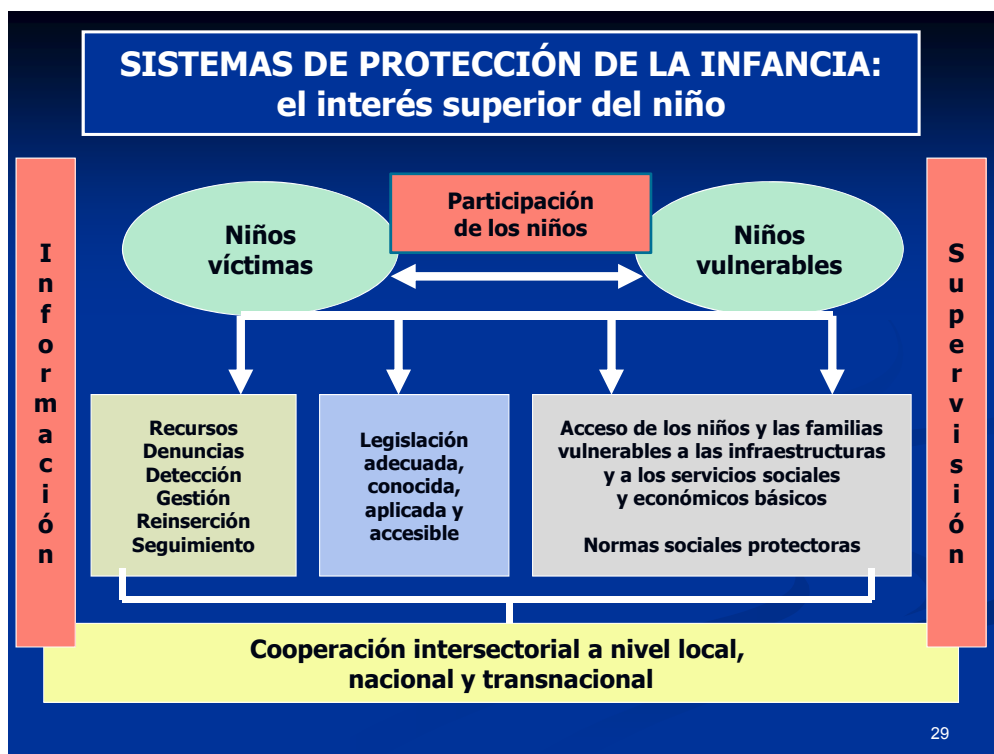 SISTEMAS DE PROTECCIÓN DE LA INFANCIA:
el interés superior del niño
Información
Participación
de los niños
Niños
víctimas
Niños
vulnerables
Supervisión
Recursos
Denuncias
Detección
Gestión
Reinserción
Seguimiento
Legislación
adecuada,
conocida,
aplicada y
accesible
Acceso de los niños y las familias
vulnerables a las infraestructuras
y a los servicios sociales
y económicos básicos
Normas sociales protectoras
Cooperación intersectorial a nivel local,
nacional y transnacional
29